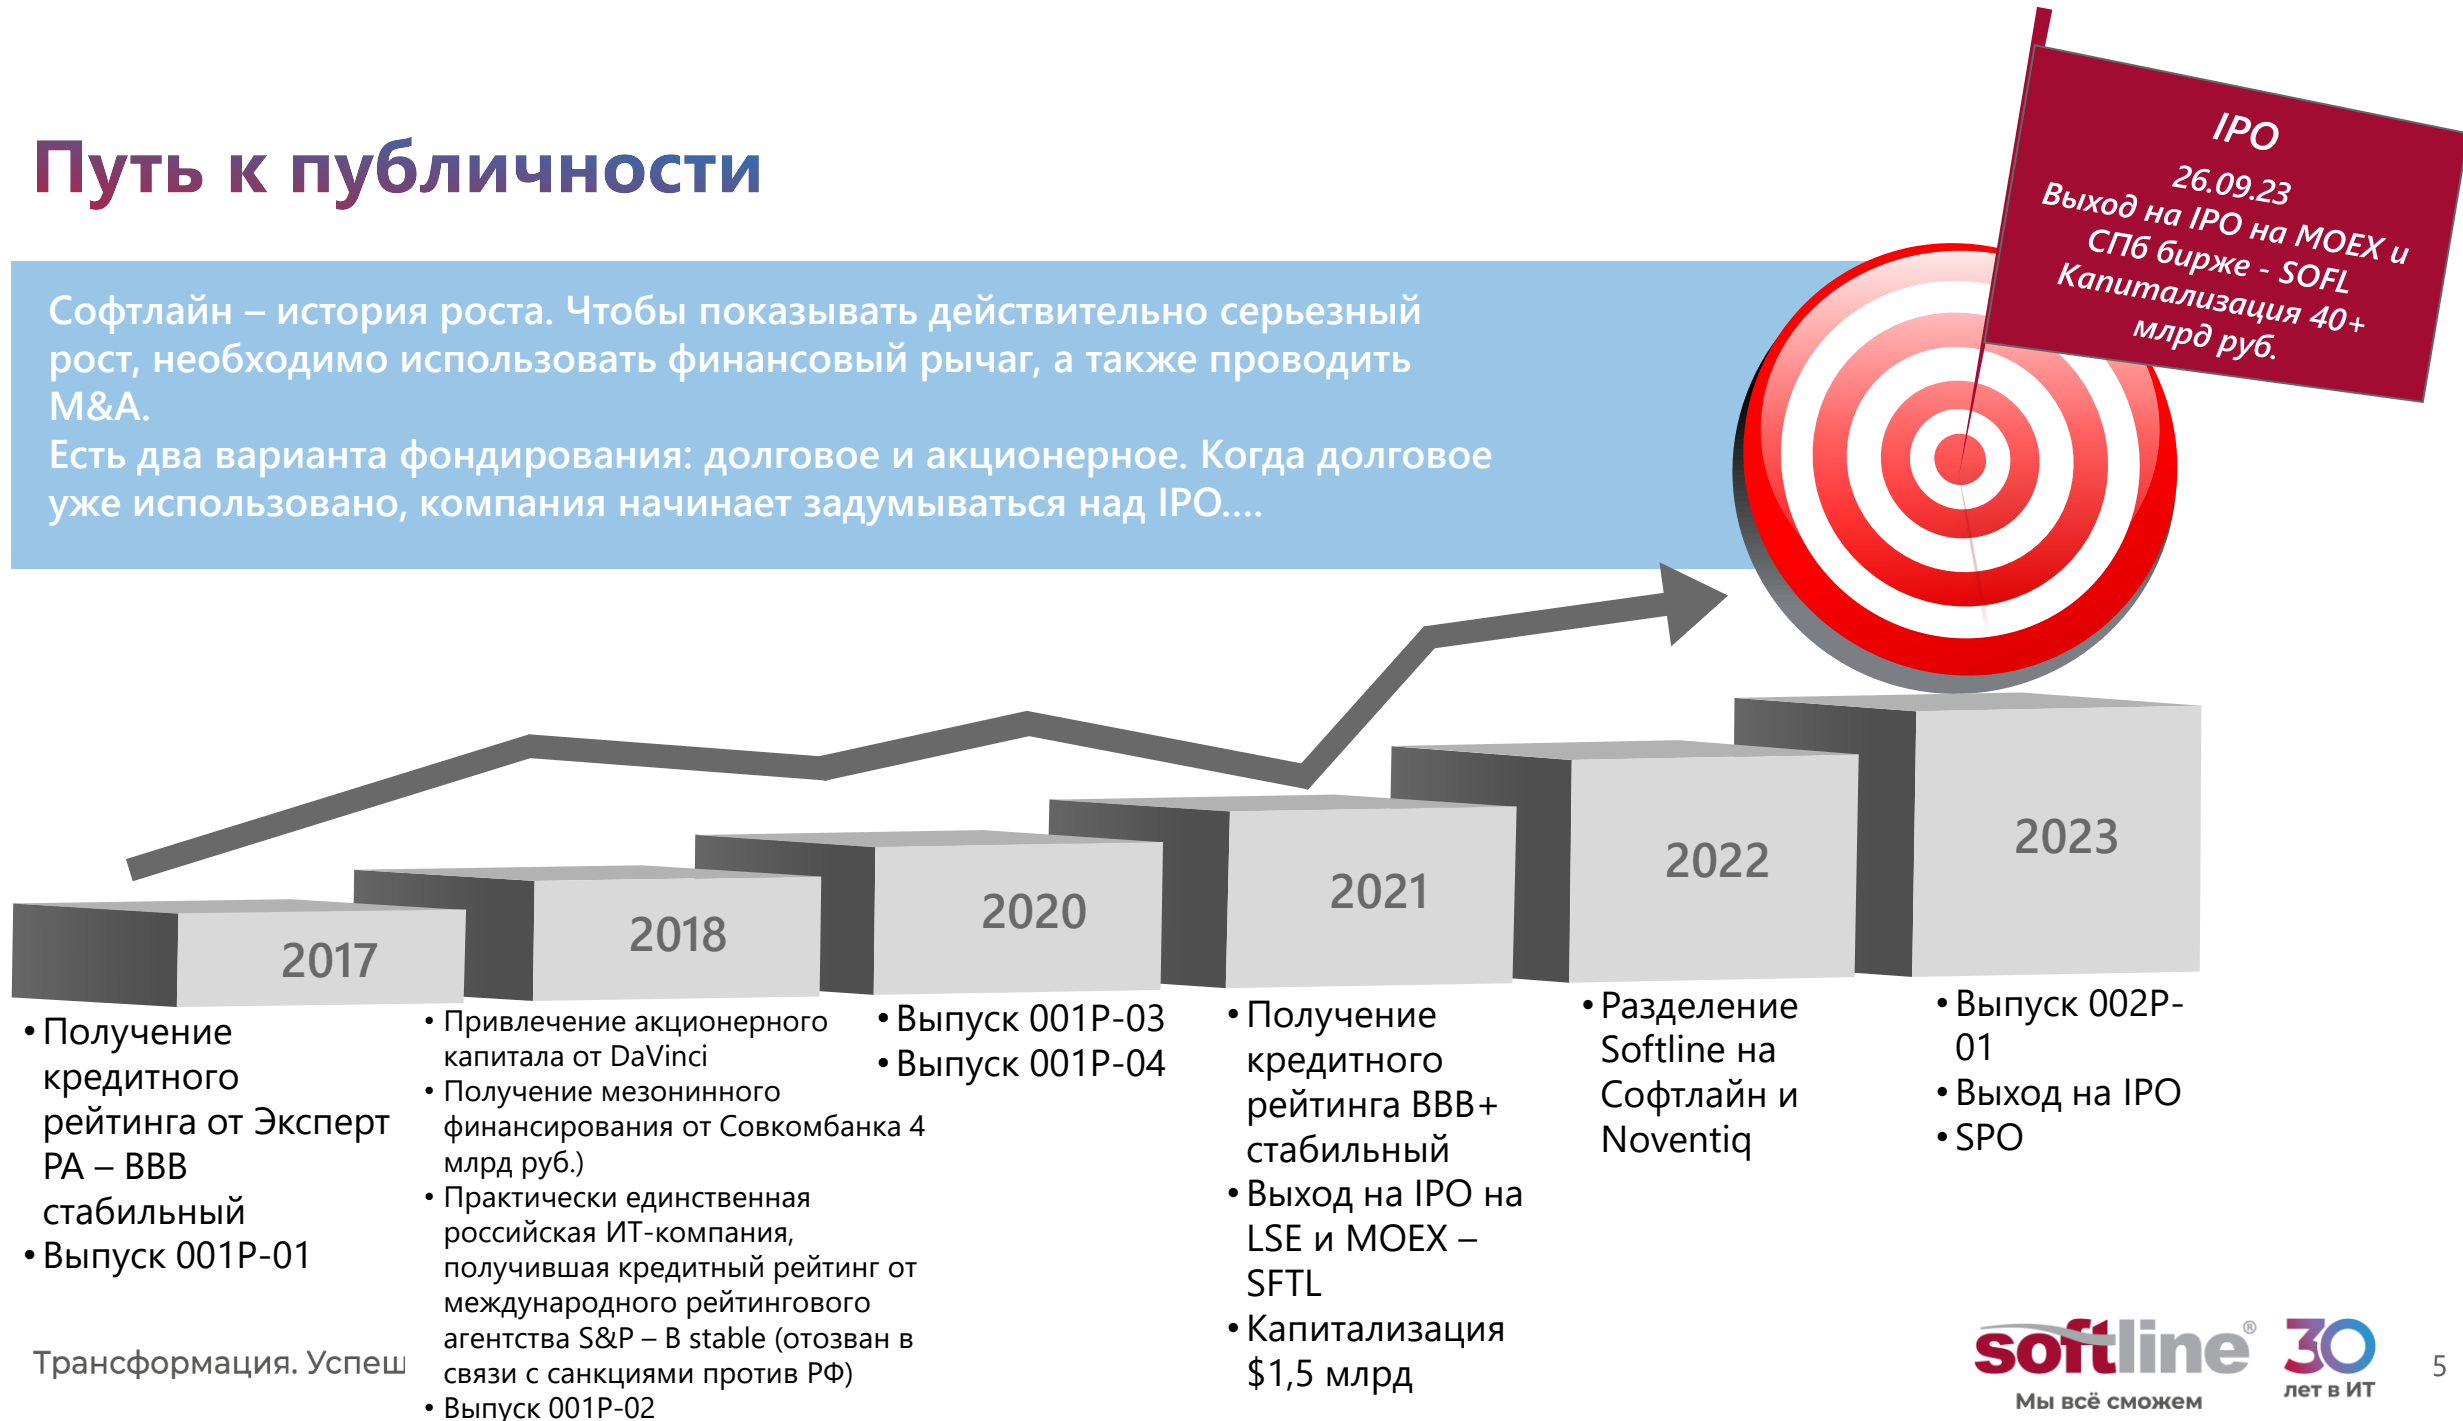 Путь к публичности
IPO
26.09.23
Выход на IPO на MOEX и
СПб бирже - SOFL
Капитализация 40+
млрд руб.
Софтлайн – история роста. Чтобы показывать действительно серьезный
рост, необходимо использовать финансовый рычаг, а также проводить
M&A.
Есть два варианта фондирования: долговое и акционерное. Когда долговое
уже использовано, компания начинает задумываться над IPO….
2017
2018
2020
2021
2022
2023
• Получение
кредитного
рейтинга от Эксперт
РА – BBB
стабильный
• Выпуск 001P-01
• Привлечение акционерного
капитала от DaVinci
• Получение мезонинного
финансирования от Совкомбанка 4
млрд руб.)
• Практически единственная
российская ИТ-компания,
получившая кредитный рейтинг от
международного рейтингового
агентства S&P – B stable (отозван в
связи с санкциями против РФ)
• Выпуск 001P-02
• Выпуск 001P-03
• Выпуск 001P-04
• Получение
кредитного
рейтинга BBB+
стабильный
• Выход на IPO на
LSE и MOEX –
SFTL
• Капитализация
$1,5 млрд
• Разделение
Softline на
Софтлайн и
Noventiq
• Выпуск 002P-
01
• Выход на IPO
• SPO
Трансформация. Успеш
softline®
Мы всё сможем
30
лет в ИТ
5